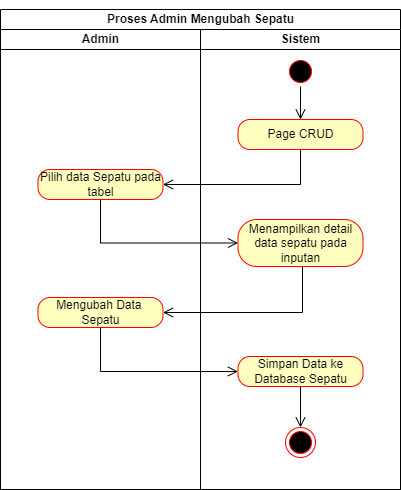 Proses Admin Mengubah Sepatu
Admin
Sistem
Page CRUD
Pilih data Sepatu pada
tabel
Menampilkan detail
data sepatu pada
inputan
Mengubah Data
Sepatu
Simpan Data ke
Database Sepatu